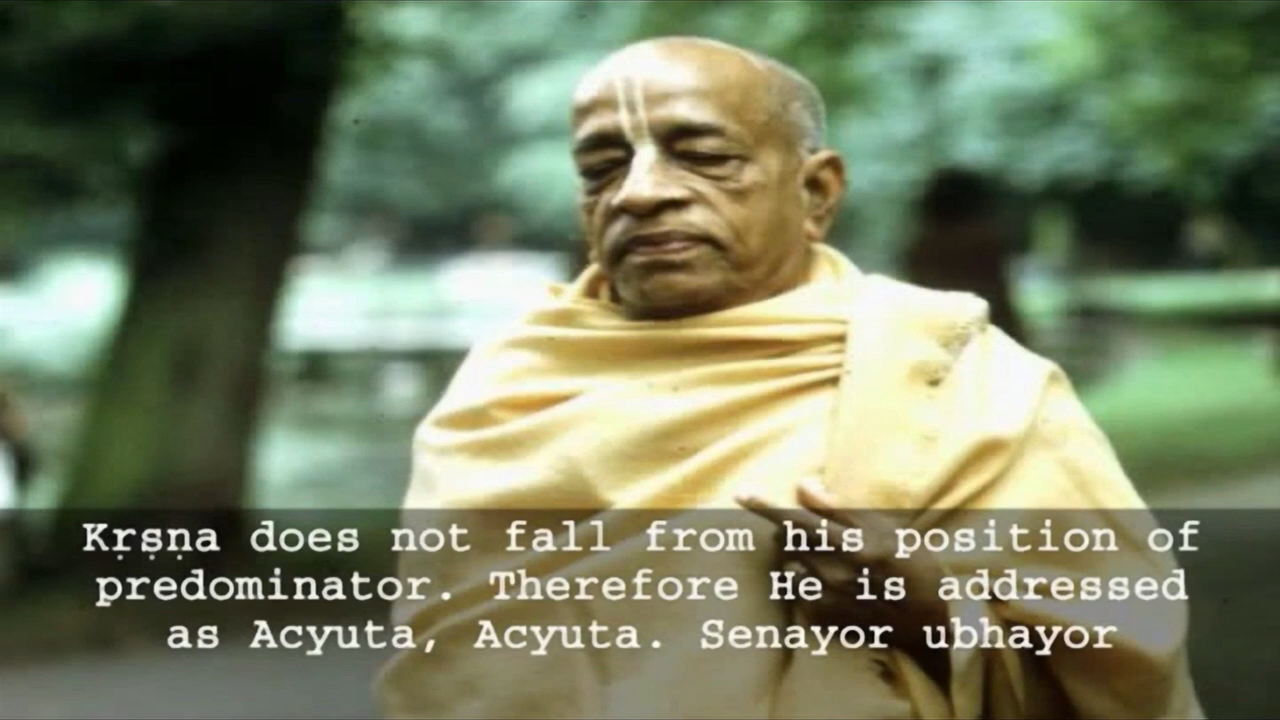 Kṛṣṇa does not fall from his position of
predominator. Therefore He is addressed
as Acyuta, Acyuta. Senayor ubhayor